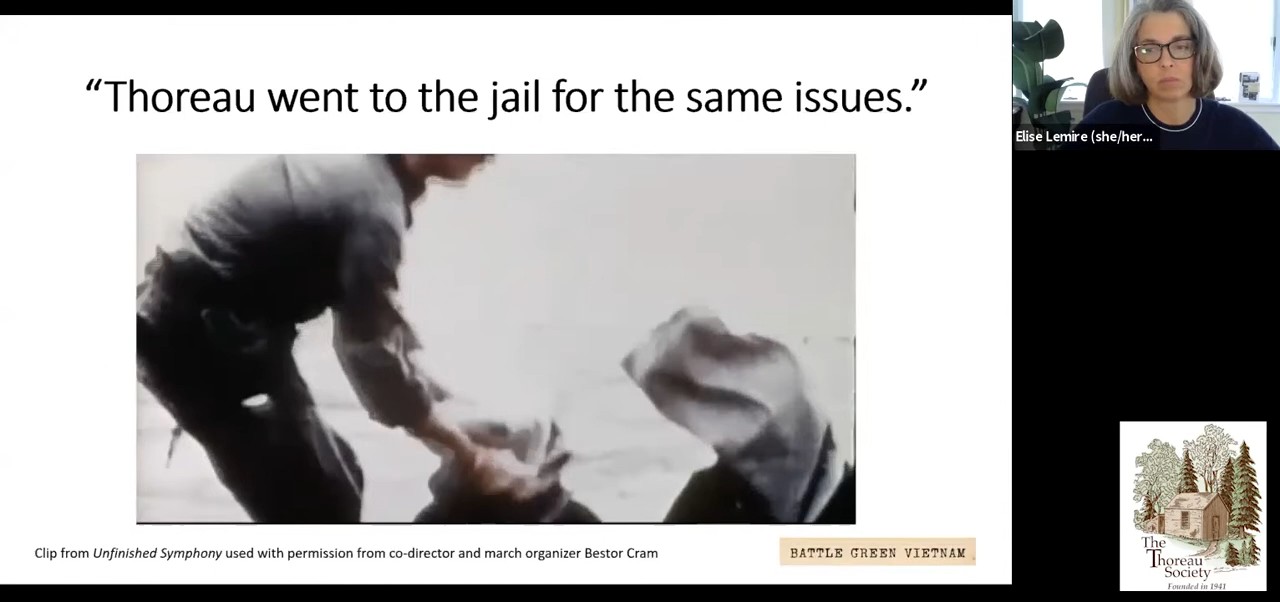 “Thoreau went to the jail for the same issues.”
Elise Lemire (she/her...
Clip from Unfinished Symphony used with permission from co-director and march organizer Bestor Cram
BATTLE GREEN VIETNAM
The
Thoreau
Society
Founded in 1941